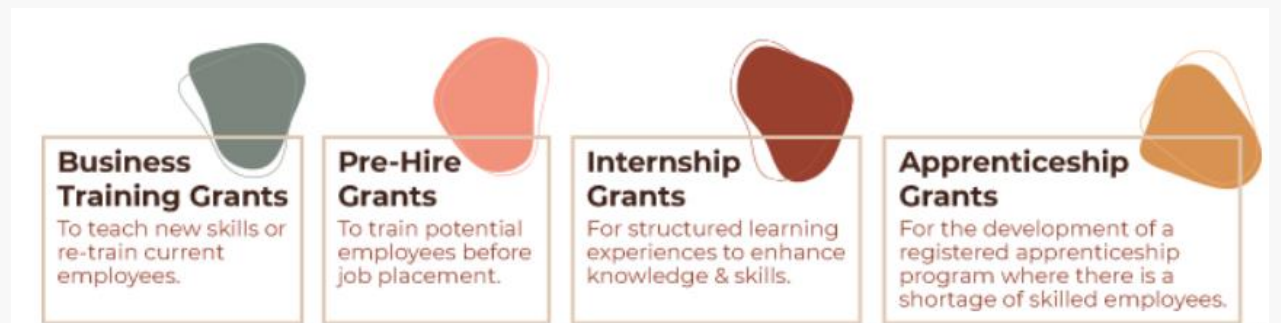 Business
Training Grants
To teach new skills or
re-train current
employees.
Pre-Hire
Grants
To train potential
employees before
job placement.
Internship
Grants
For structured learning
experiences to enhance
knowledge & skills.
Apprenticeship
Grants
For the development of a
registered apprenticeship
program where there is a
shortage of skilled employees.